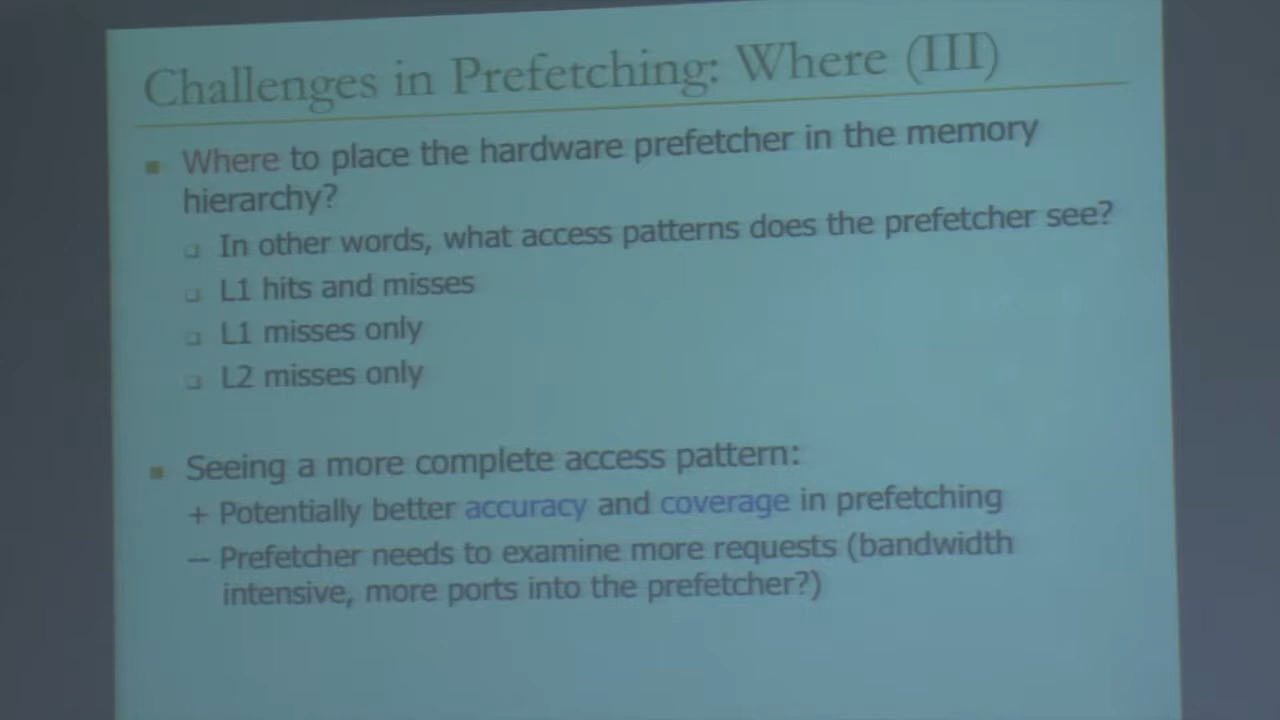 Challenges in Prefetching: Where (III)
▪ Where to place the hardware prefetcher in the memory
hierarchy?
❑ In other words, what access patterns does the prefetcher see?
❑ L1 hits and misses
❑ L1 misses only
❑ L2 misses only
▪ Seeing a more complete access pattern:
+ Potentially better accuracy and coverage in prefetching
-- Prefetcher needs to examine more requests (bandwidth
intensive, more ports into the prefetcher?)